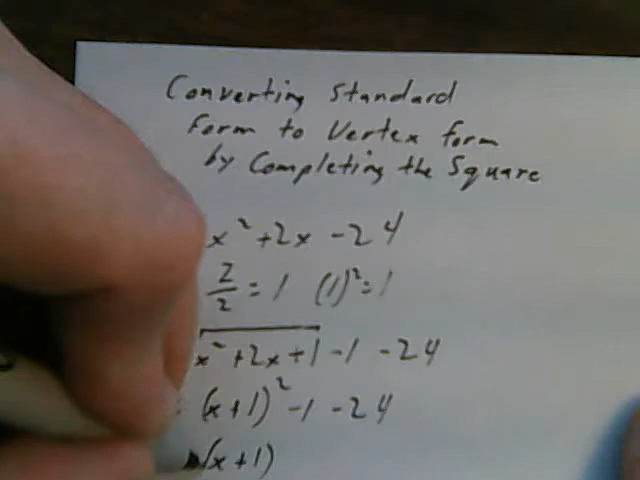 Converting Standard
Form to Vertex form
by Completing the Square
x² + 2x - 24
2/2 = 1 (1)² = 1
x² + 2x + 1 - 1 - 24
(x + 1)² - 1 - 24
(x + 1)